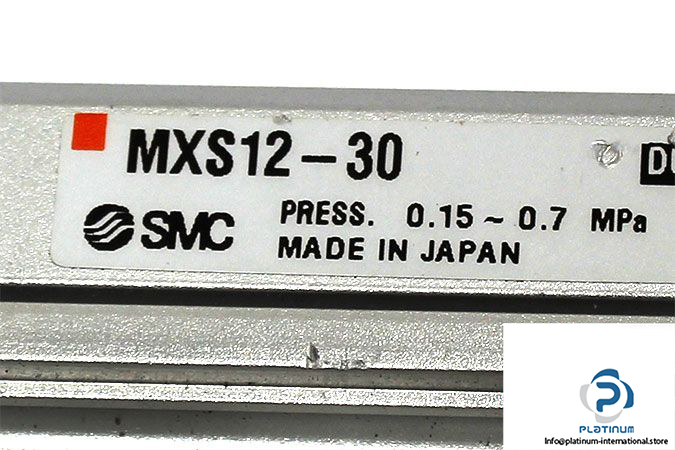 MXS12-30
SMC
PRESS. 0.15 ~ 0.7 MPa
MADE IN JAPAN
PLATINUM
Info@platinum-international.store